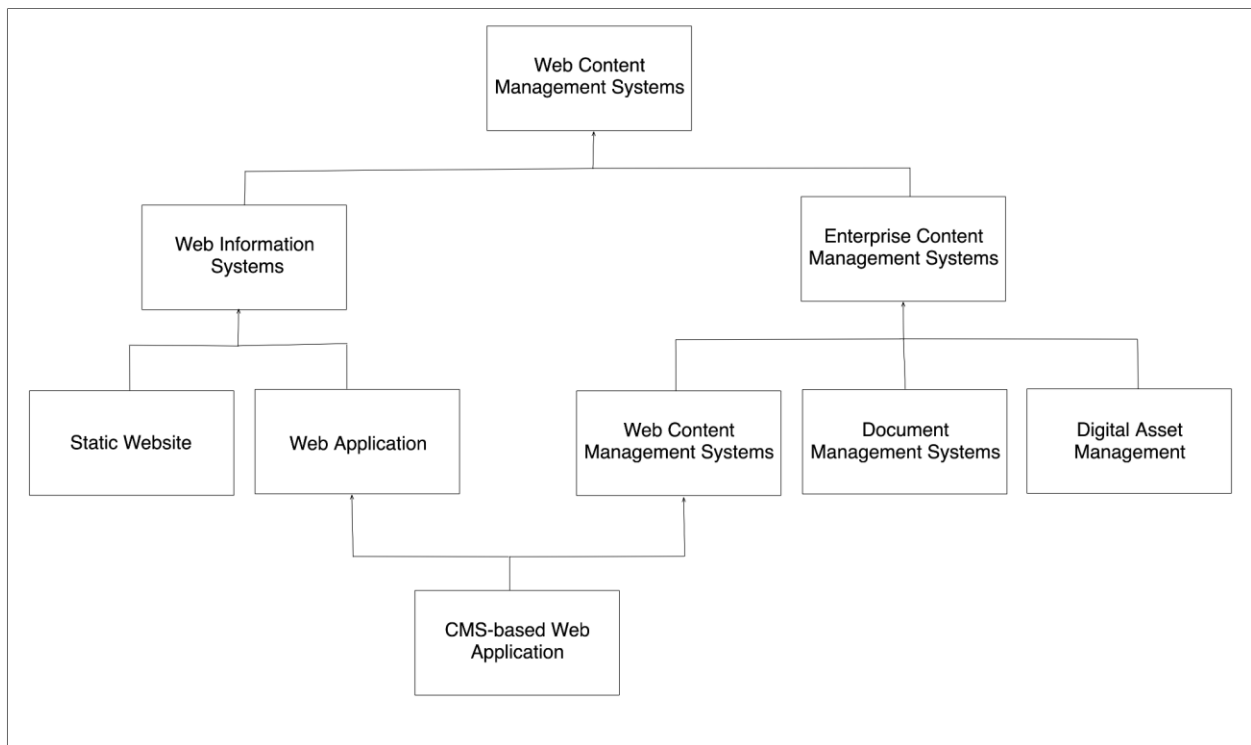 Web Content
Management Systems
Web Information
Systems
Enterprise Content
Management Systems
Static Website
Web Application
Web Content
Management Systems
Document
Management Systems
Digital Asset
Management
CMS-based Web
Application